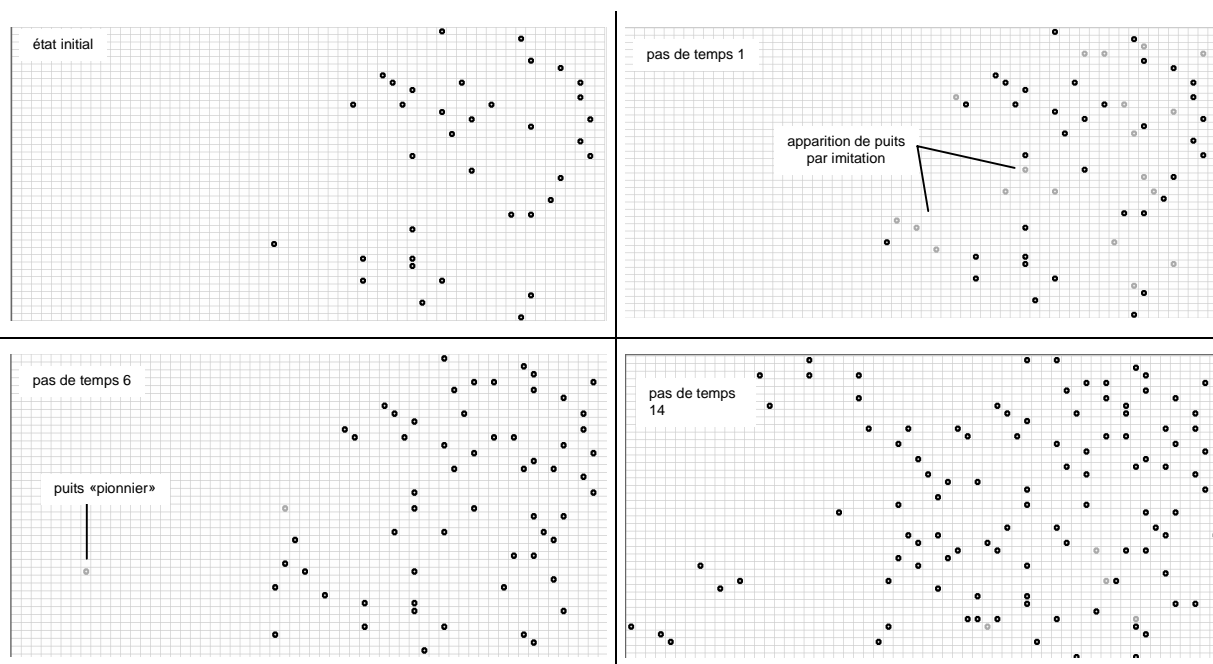 état initial
pas de temps 1
apparition de puits
par imitation
pas de temps 6
puits «pionnier»
pas de temps
14